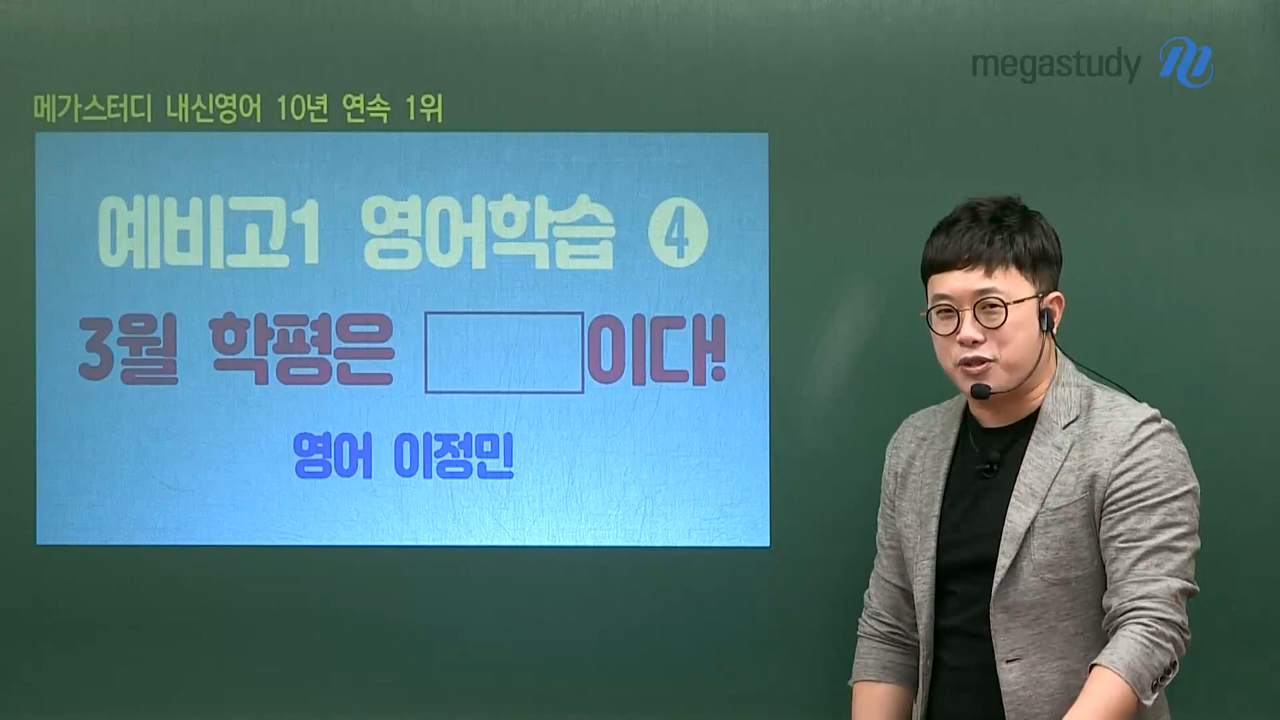 megastudy
메가스터디 내신영어 10년 연속 1위
예비고1 영어학습 ❹
3월 학평은 이다!
영어 이정민